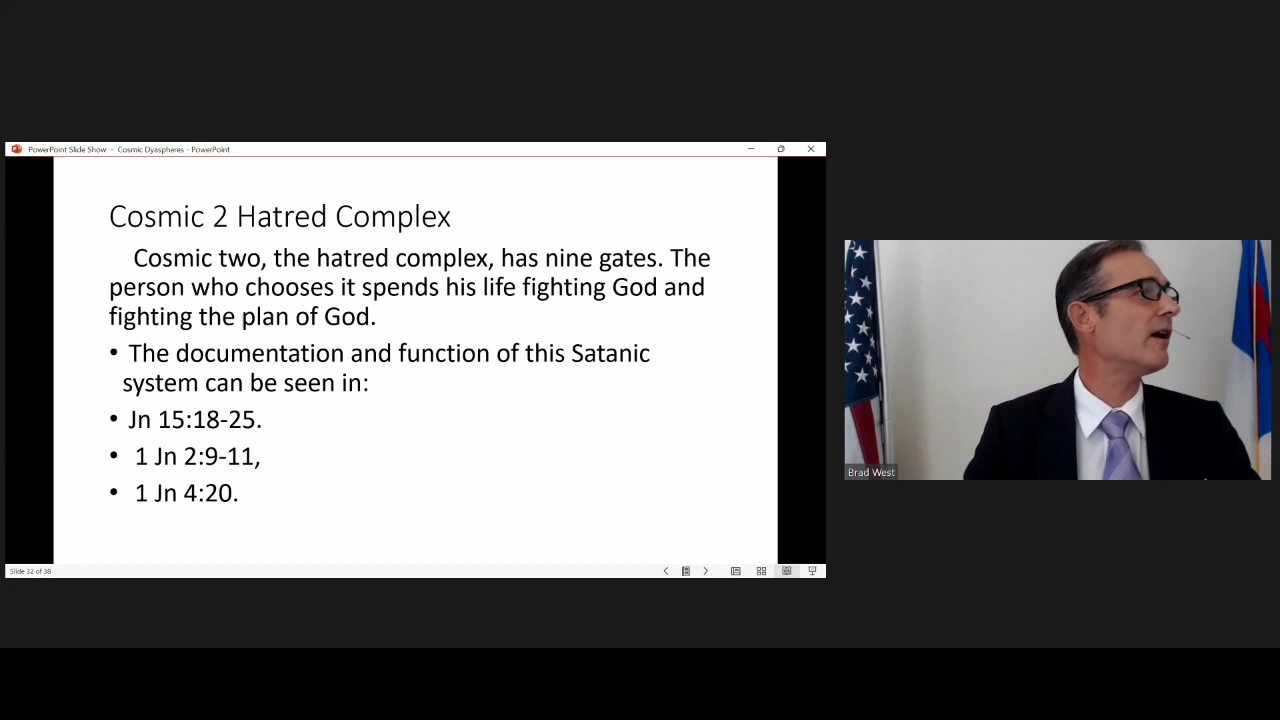 PowerPoint Slide Show - Cosmic Dyaspheres - PowerPoint
Cosmic 2 Hatred Complex
Cosmic two, the hatred complex, has nine gates. The
person who chooses it spends his life fighting God and
fighting the plan of God.
• The documentation and function of this Satanic
system can be seen in:
• Jn 15:18-25.
• 1 Jn 2:9-11,
• 1 Jn 4:20.
Slide 32 of 38
Brad West